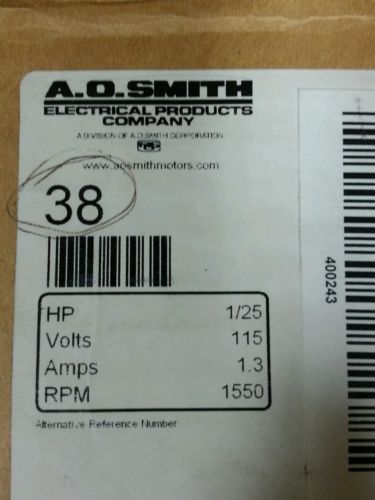 A.O.SMITH
ELECTRICAL PRODUCTS
COMPANY
A DIVISION OF A.O.SMITH CORPORATION
www.aosmithmotors.com
38
HP 1/25
Volts 115
Amps 1.3
RPM 1550
Alternative Reference Number
400243